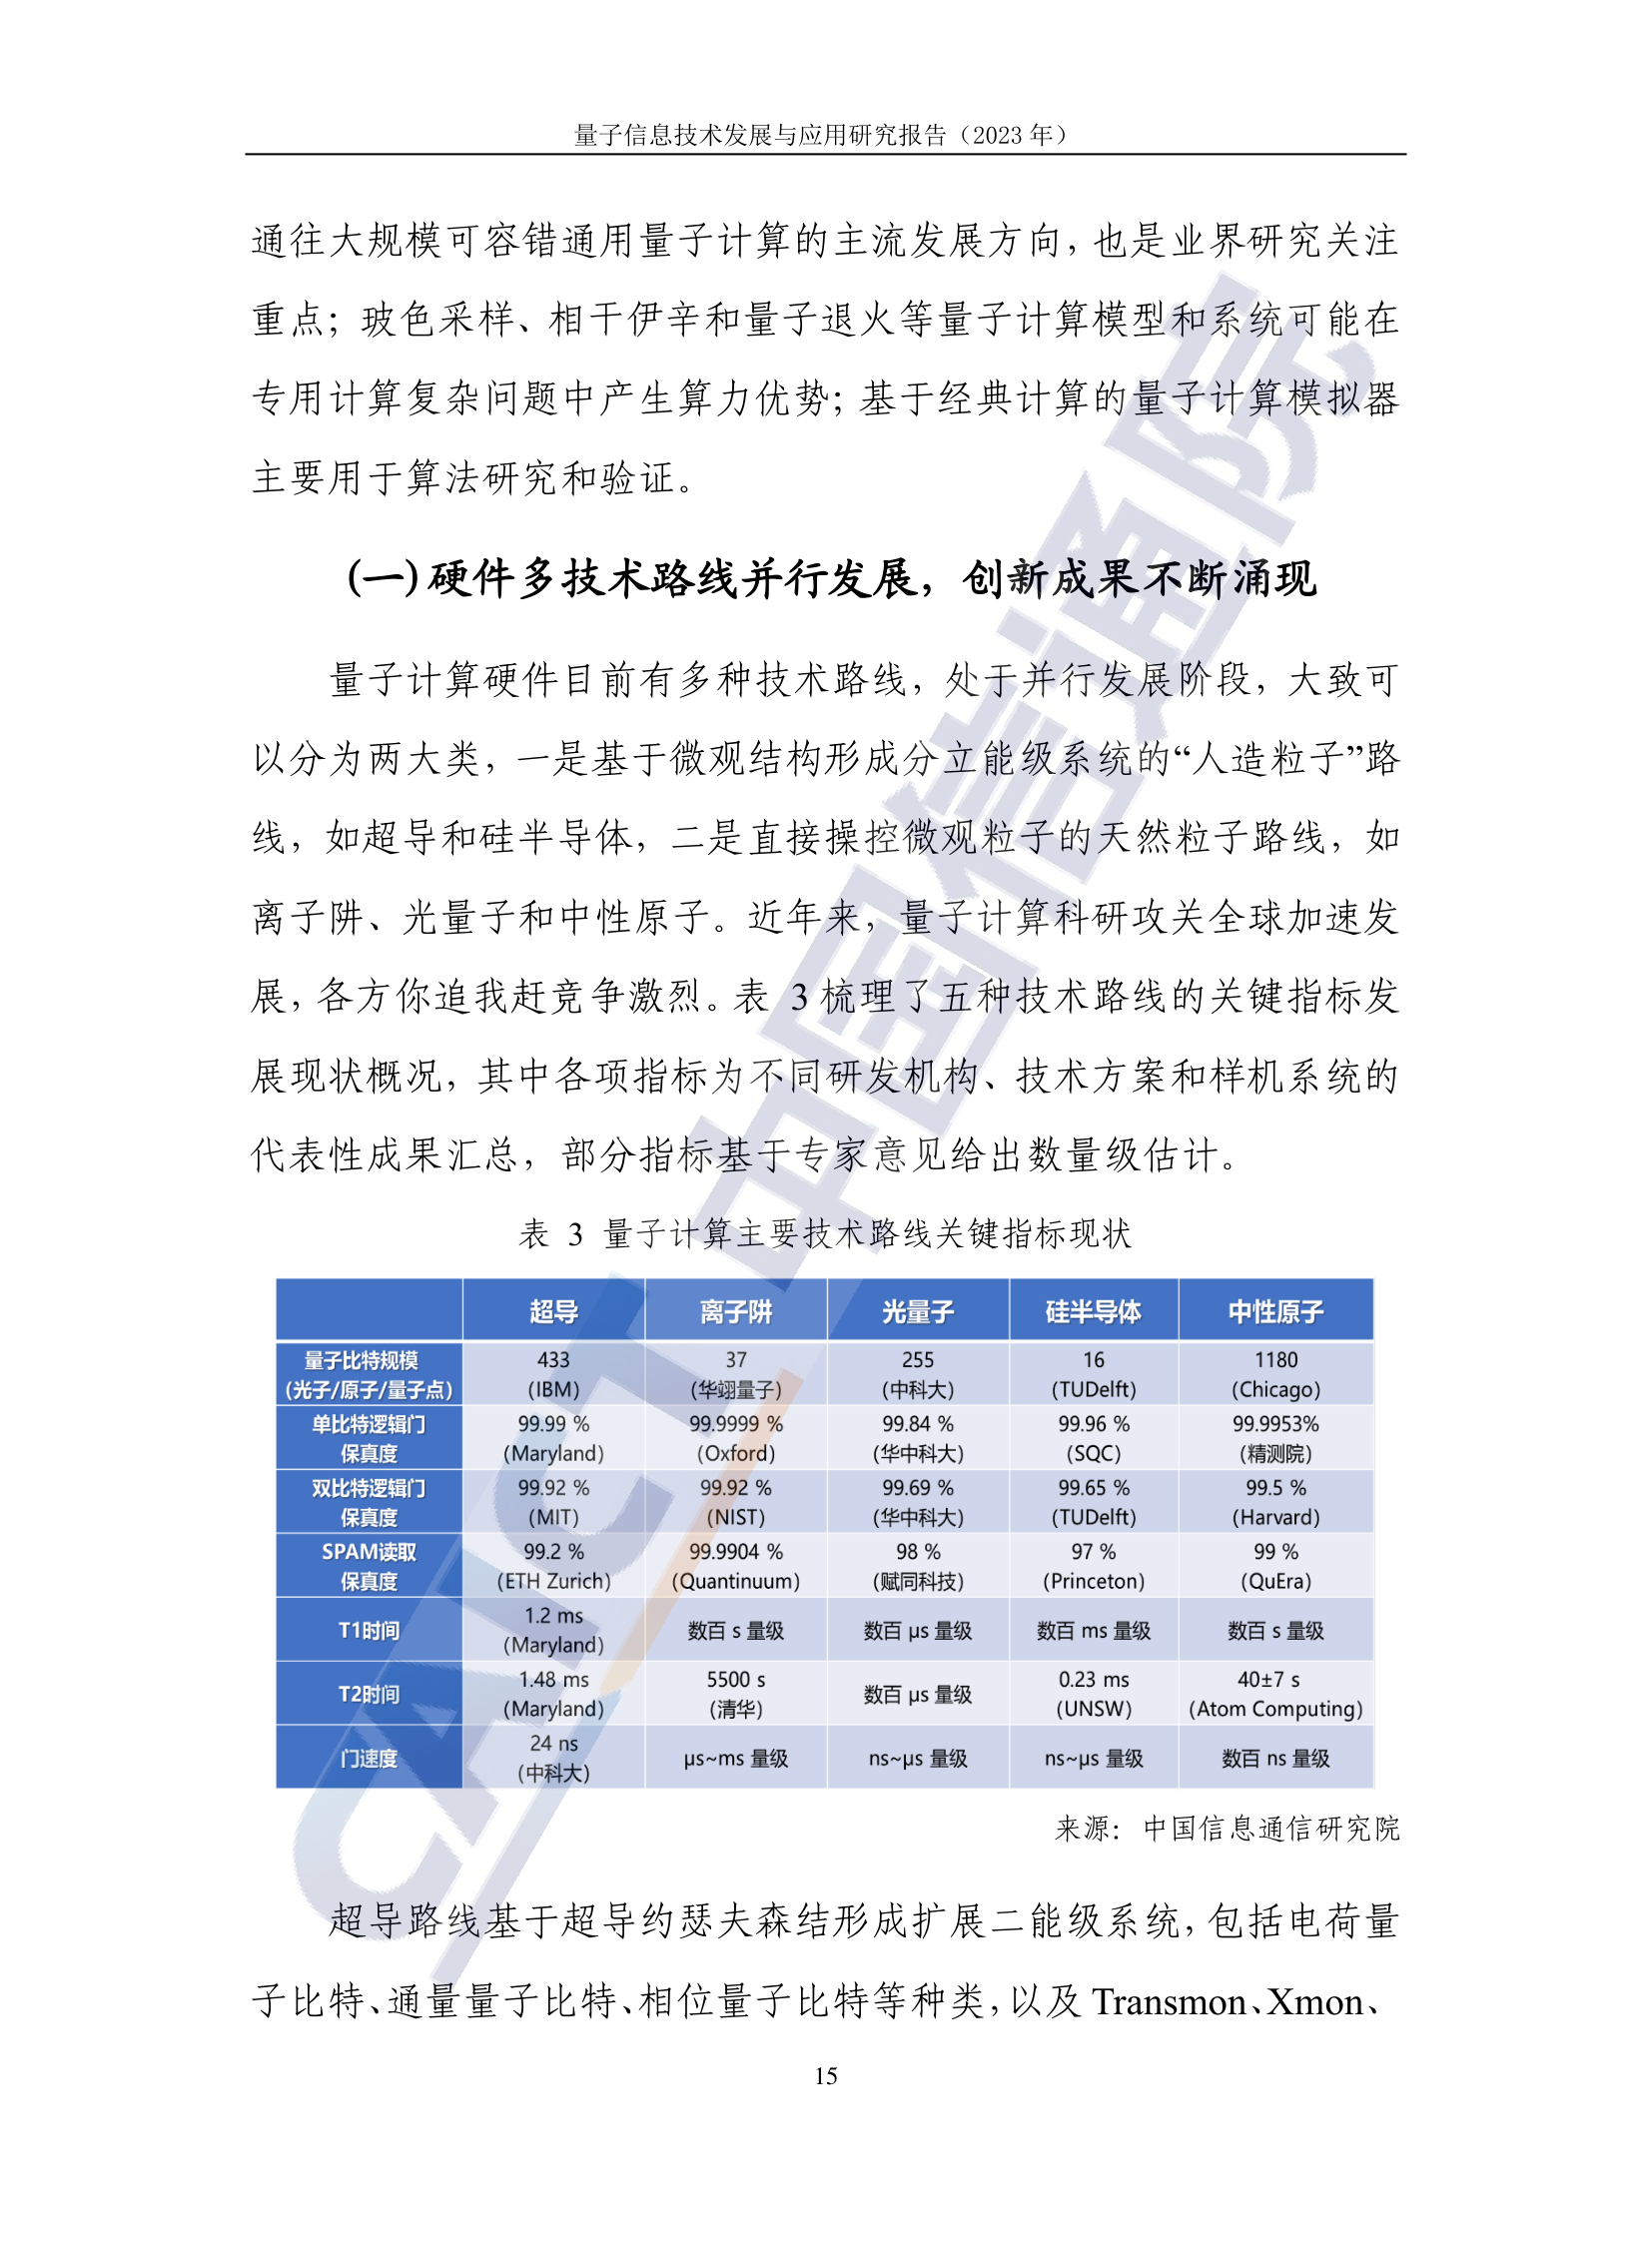 量子信息技术发展与应用研究报告（2023 年）
通往大规模可容错通用量子计算的主流发展方向，也是业界研究关注
重点；玻色采样、相干伊辛和量子退火等量子计算模型和系统可能在
专用计算复杂问题中产生算力优势；基于经典计算的量子计算模拟器
主要用于算法研究和验证。
(一)硬件多技术路线并行发展，创新成果不断涌现
量子计算硬件目前有多种技术路线，处于并行发展阶段，大致可
以分为两大类，一是基于微观结构形成分立能级系统的“人造粒子”路
线，如超导和硅半导体，二是直接操控微观粒子的天然粒子路线，如
离子阱、光量子和中性原子。近年来，量子计算科研攻关全球加速发
展，各方你追我赶竞争激烈。表 3 梳理了五种技术路线的关键指标发
展现状概况，其中各项指标为不同研发机构、技术方案和样机系统的
代表性成果汇总，部分指标基于专家意见给出数量级估计。
表 3 量子计算主要技术路线关键指标现状
超导 离子阱 光量子 硅半导体 中性原子
量子比特规模 433 37 255 16 1180
(光子/原子/量子点) (IBM) (华翊量子) (中科大) (TUDelft) (Chicago)
单比特逻辑门 99.99 % 99.9999 % 99.84 % 99.96 % 99.9953%
保真度 (Maryland) (Oxford) (华中科大) (SQC) (精测院)
双比特逻辑门 99.92 % 99.92 % 99.69 % 99.65 % 99.5 %
保真度 (MIT) (NIST) (华中科大) (TUDelft) (Harvard)
SPAM读取 99.2 % 99.9904 % 98 % 97 % 99 %
保真度 (ETH Zurich) (Quantinuum) (赋同科技) (Princeton) (QuEra)
T1时间 1.2 ms (Maryland) 数百 s 量级 数百 μs 量级 数百 ms 量级 数百 s 量级
T2时间 1.48 ms (Maryland) 5500 s (清华) 数百 μs 量级 0.23 ms (UNSW) 40±7 s (Atom Computing)
门速度 24 ns (中科大) μs~ms 量级 ns~μs 量级 ns~μs 量级 数百 ns 量级
来源：中国信息通信研究院
超导路线基于超导约瑟夫森结形成扩展二能级系统，包括电荷量
子比特、通量量子比特、相位量子比特等种类，以及 Transmon、Xmon、
15
CAICT 中国信通院